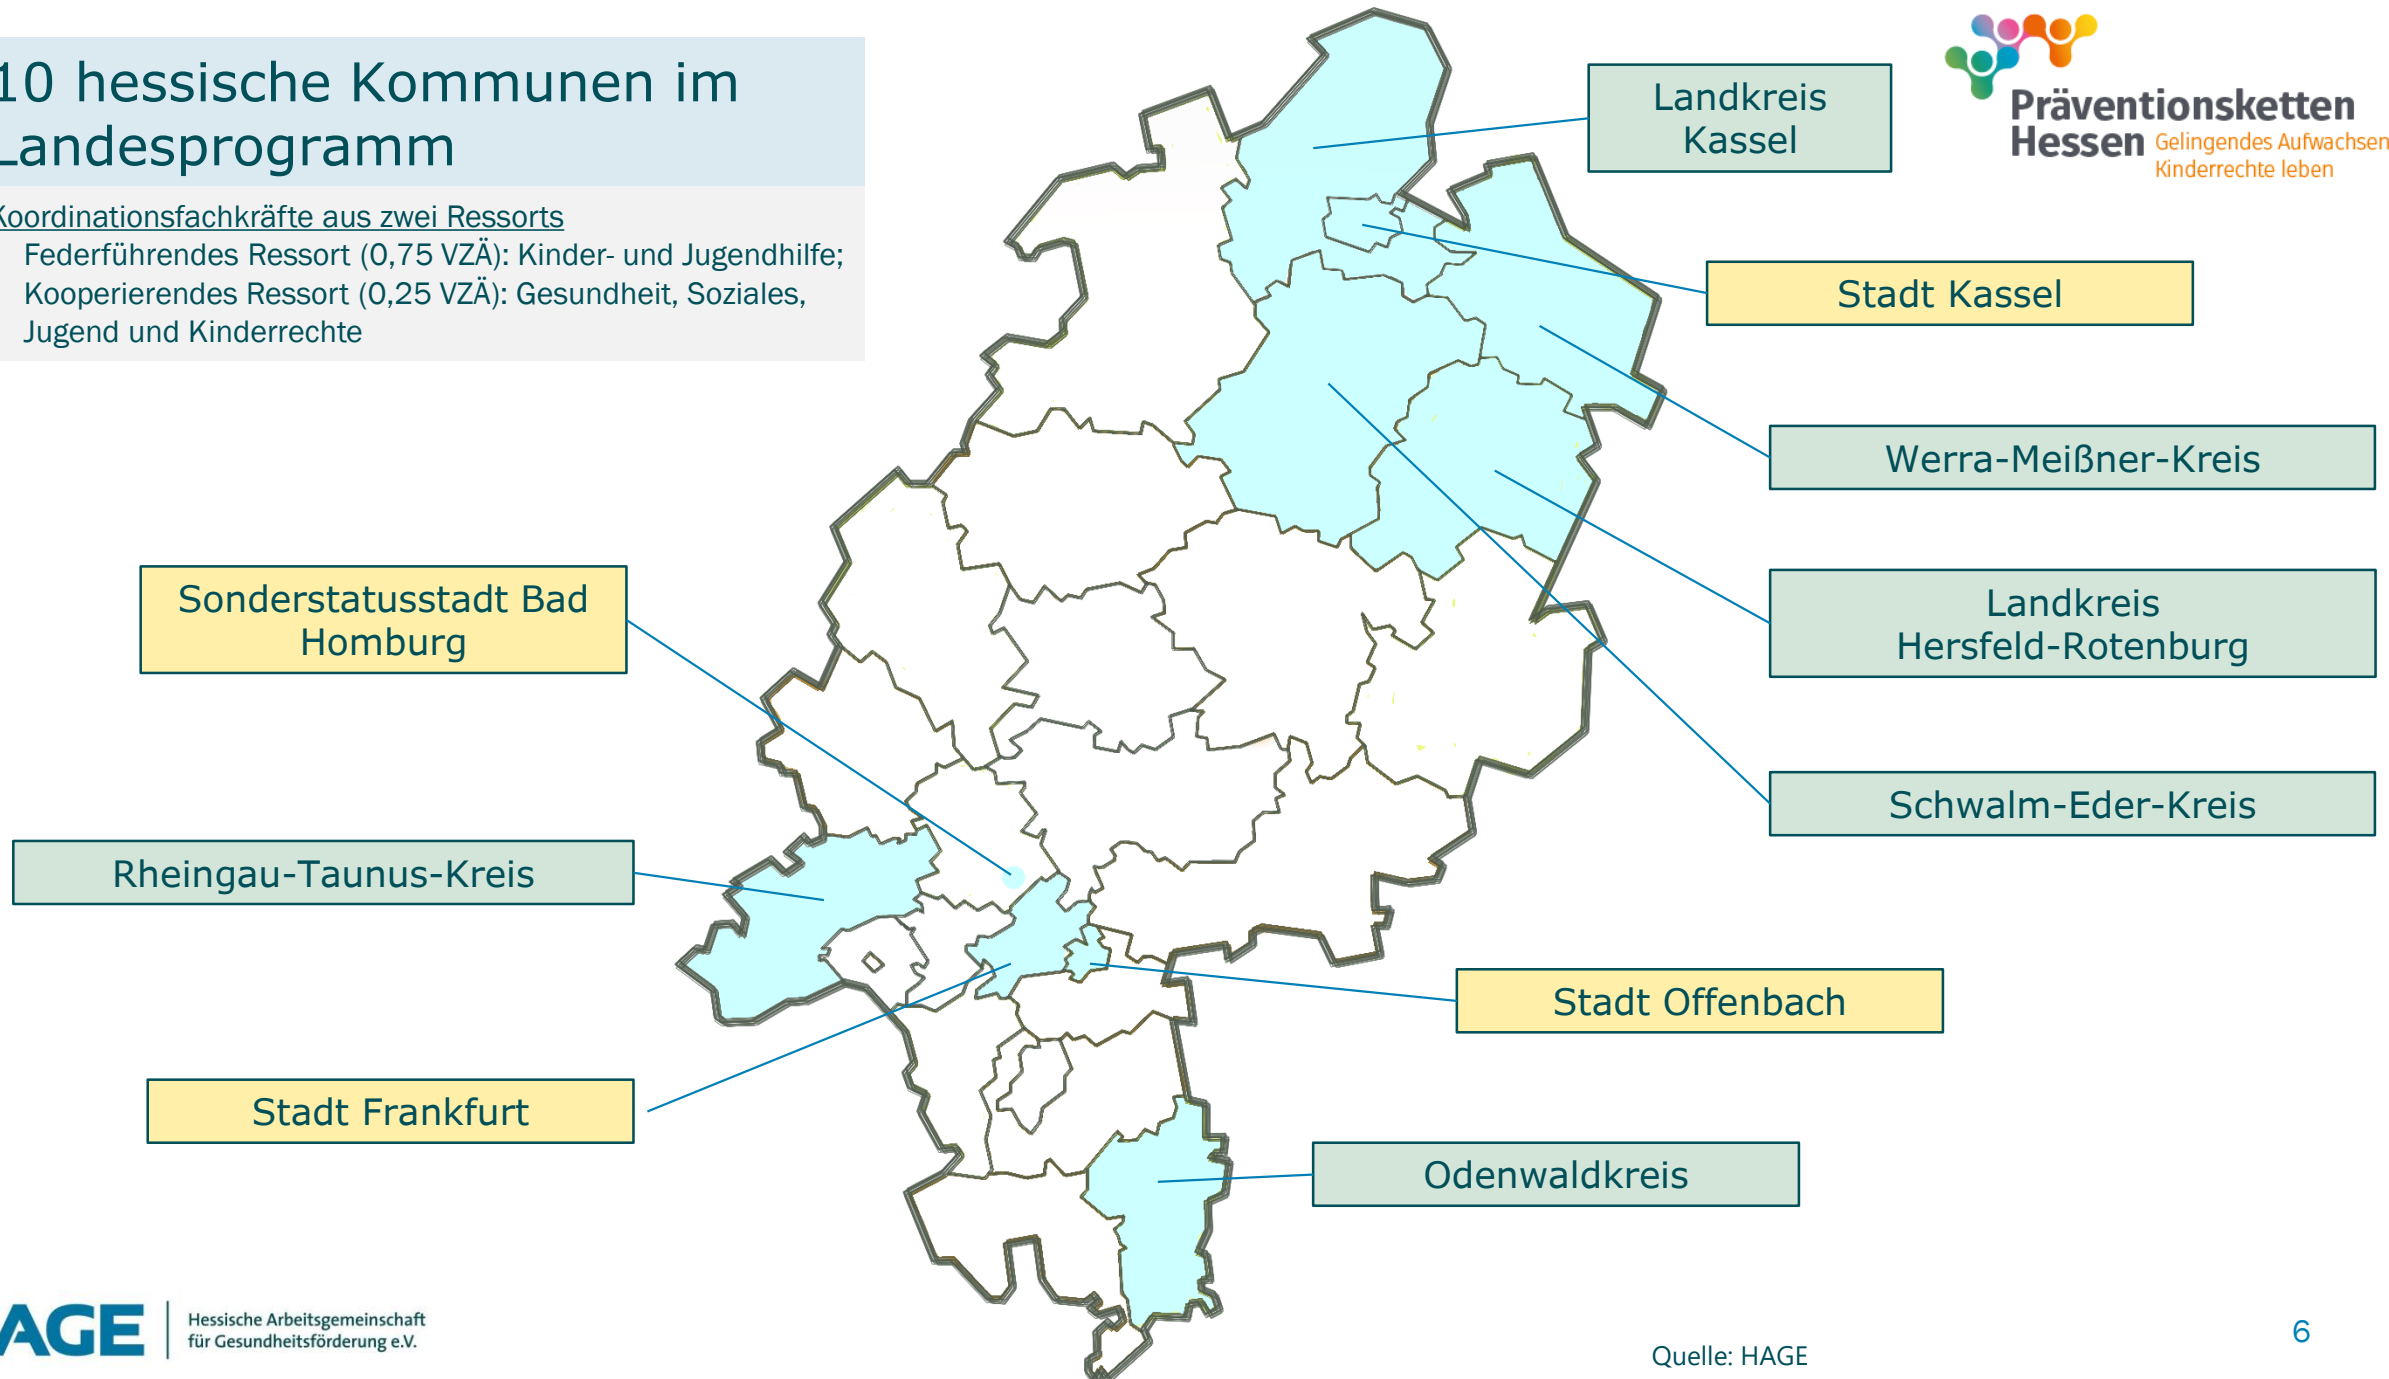 10 hessische Kommunen im
Landesprogramm
Koordinationsfachkräfte aus zwei Ressorts
Federführendes Ressort (0,75 VZÄ): Kinder- und Jugendhilfe;
Kooperierendes Ressort (0,25 VZÄ): Gesundheit, Soziales,
Jugend und Kinderrechte
Präventionsketten
Hessen Gelingendes Aufwachsen
Kinderrechte leben
Landkreis
Kassel
Stadt Kassel
Werra-Meißner-Kreis
Landkreis
Hersfeld-Rotenburg
Schwalm-Eder-Kreis
Sonderstatusstadt Bad
Homburg
Rheingau-Taunus-Kreis
Stadt Frankfurt
Stadt Offenbach
Odenwaldkreis
AGE
Hessische Arbeitsgemeinschaft
für Gesundheitsförderung e.V.
Quelle: HAGE
6